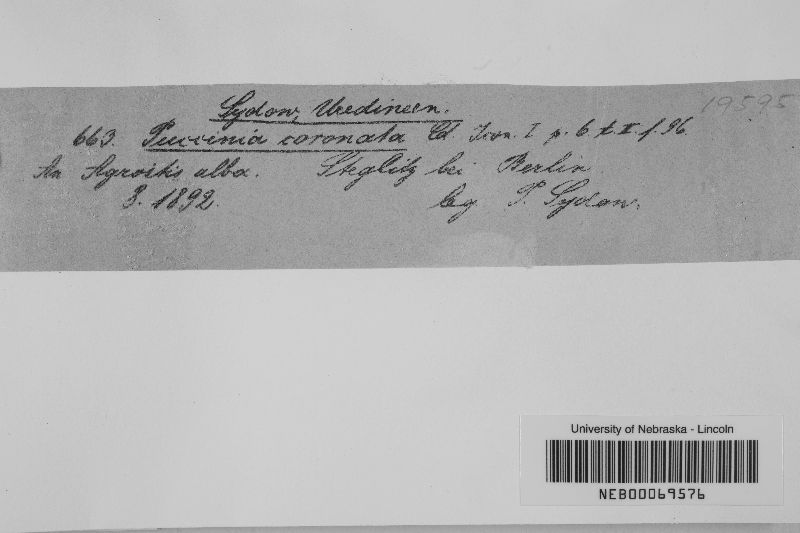 Sydow, Uredineen.
19595
663. Puccinia coronata Cd. Icon. I p. 6 t. II. f. 96.
An Agrostis alba. Steglitz bei Berlin
8. 1892. leg. P. Sydow.
University of Nebraska - Lincoln
NEB00069576